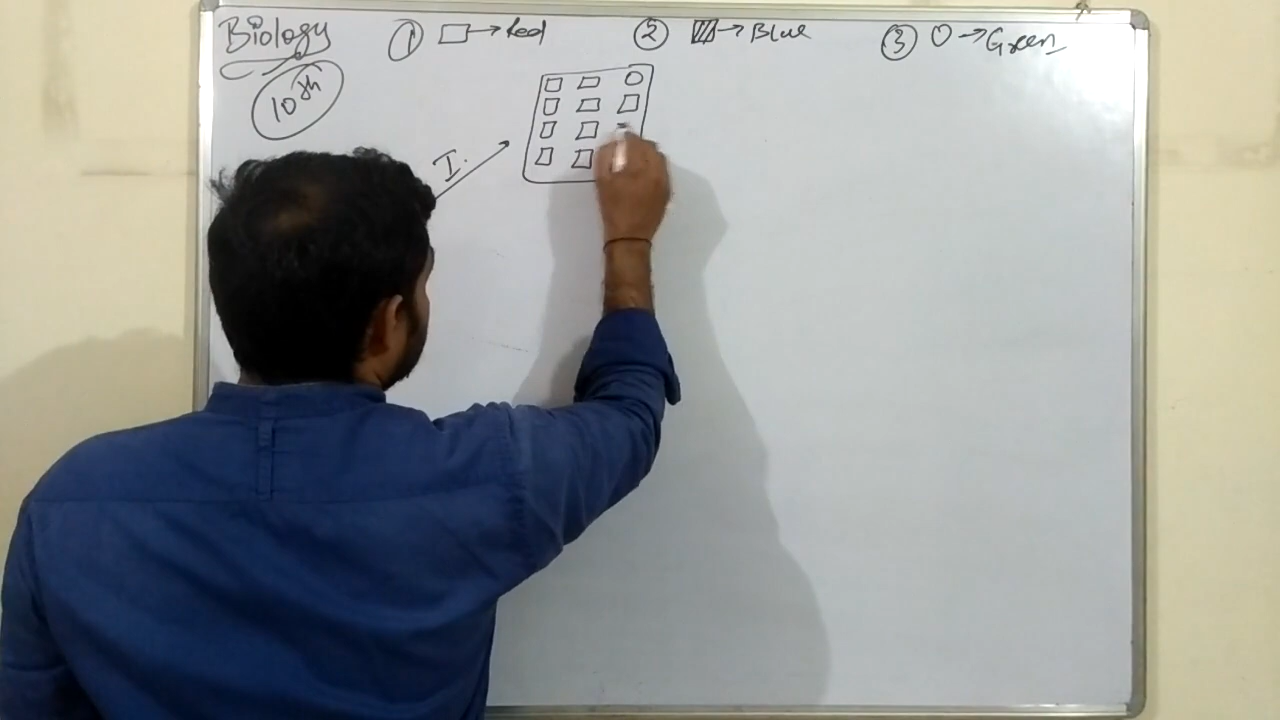 Biology ① □ → Red ② ▨ → Blue ③ O → Green
10th
I.